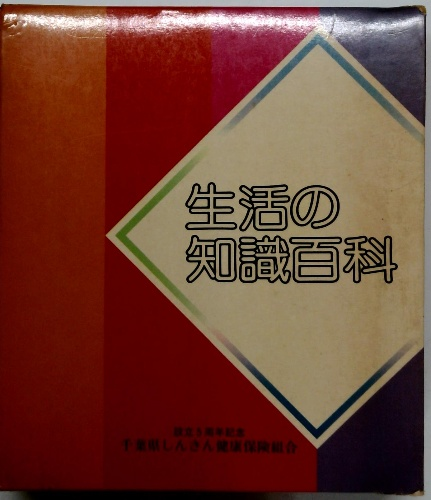 生活の
知識百科
設立5周年記念
千葉県しんきん健康保険組合